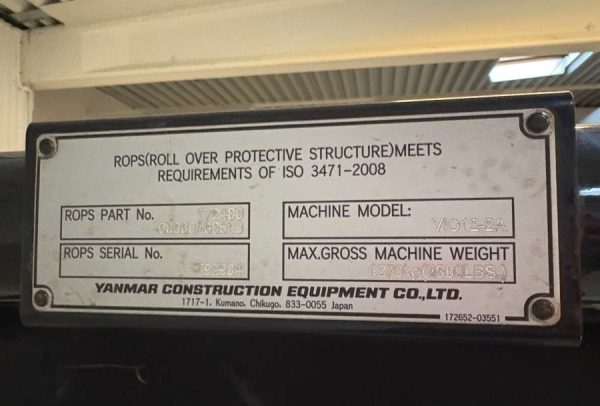 ROPS(ROLL OVER PROTECTIVE STRUCTURE)MEETS
REQUIREMENTS OF ISO 3471-2008
ROPS PART No.
MACHINE MODEL:
ViO12-2A
ROPS SERIAL No.
MAX.GROSS MACHINE WEIGHT
1270kg(2800LBS.)
YANMAR CONSTRUCTION EQUIPMENT CO.,LTD.
1717-1, Kumano, Chikugo, 833-0055 Japan
172652-03551